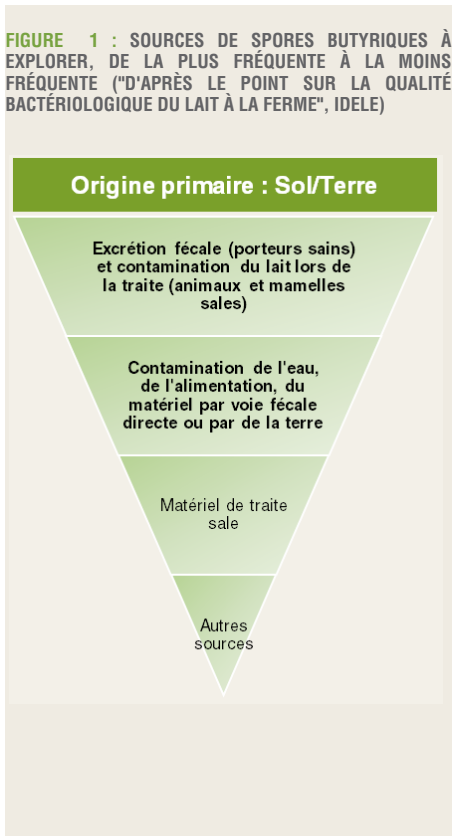 FIGURE 1 : SOURCES DE SPORES BUTYRIQUES À
EXPLORER, DE LA PLUS FRÉQUENTE À LA MOINS
FRÉQUENTE ("D'APRÈS LE POINT SUR LA QUALITÉ
BACTÉRIOLOGIQUE DU LAIT À LA FERME", IDELE)
Origine primaire : Sol/Terre
Excrétion fécale (porteurs sains)
et contamination du lait lors de
la traite (animaux et mamelles
sales)
Contamination de l'eau,
de l'alimentation, du
matériel par voie fécale
directe ou par de la terre
Matériel de traite
sale
Autres
sources